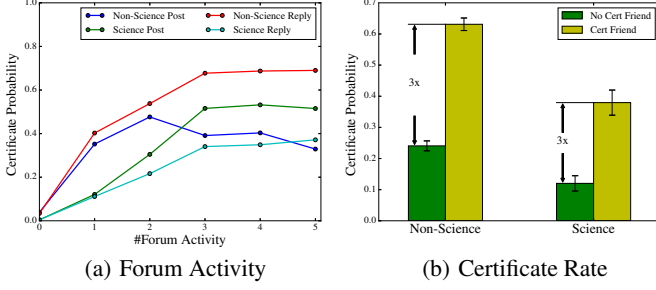 1.0
0.8
0.6
0.4
0.2
0.0
Certificate Probability
Non-Science Post
Science Post
Non-Science Reply
Science Reply
0 1 2 3 4 5
#Forum Activity
(a) Forum Activity
0.7
0.6
0.5
0.4
0.3
0.2
0.1
0.0
Certificate Probability
No Cert Friend
Cert Friend
3x
3x
Non-Science Science
(b) Certificate Rate